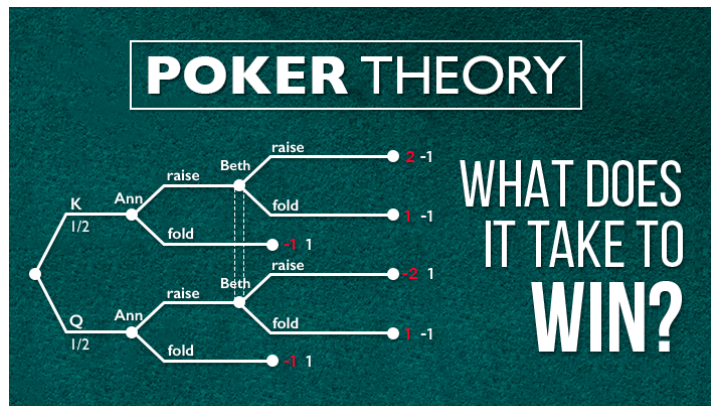 POKER THEORY
raise
2 -1
Beth
raise
K
Ann
fold
1 -1
1/2
fold
-1 1
raise
-2 1
Beth
raise
Q
Ann
fold
1 -1
1/2
fold
-1 1
WHAT DOES
IT TAKE TO
WIN?